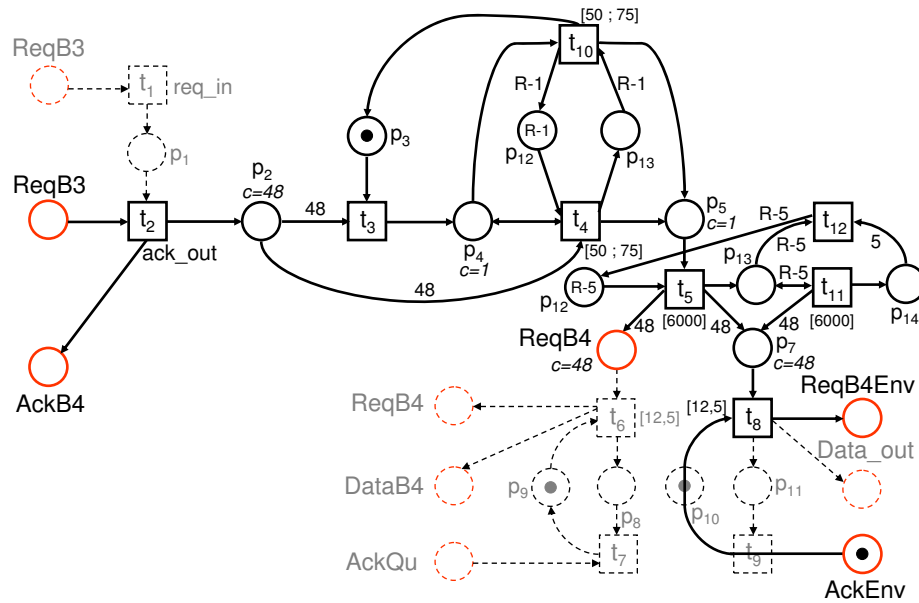 [50 ; 75]
ReqB3
t10
t1
req_in
R-1
R-1
R-1
p3
p12
p13
p1
p2
c=48
ReqB3
p5
c=1
R-5
t12
t2
48
t3
t4
p4
c=1
R-5
5
ack_out
[50 ; 75]
p13
R-5
48
R-5
t5
t11
p12
p14
[6000]
[6000]
48
48
48
ReqB4
c=48
p7
c=48
AckB4
ReqB4Env
ReqB4
t6
[12,5]
[12,5]
t8
Data_out
DataB4
p9
p8
p10
p11
AckQu
t7
t9
AckEnv